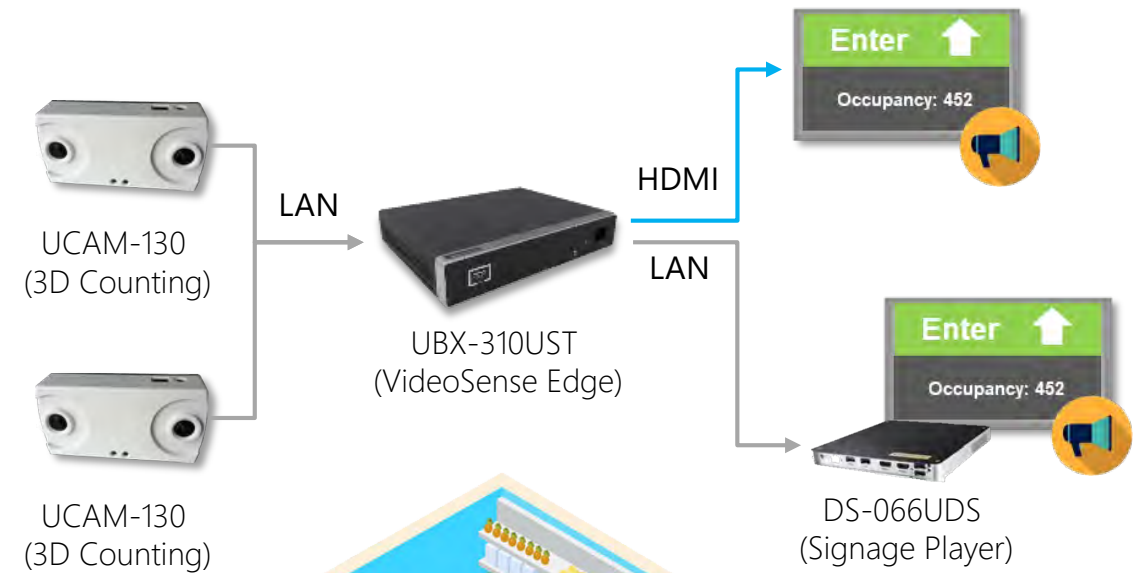 Enter
Occupancy: 452
HDMI
LAN
UCAM-130
(3D Counting)
LAN
UBX-310UST
(VideoSense Edge)
Enter
Occupancy: 452
UCAM-130
(3D Counting)
DS-066UDS
(Signage Player)